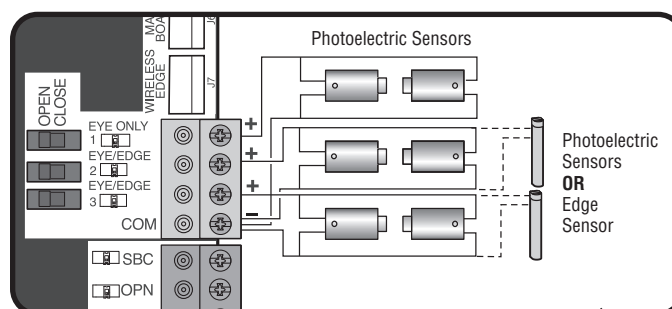 Photoelectric Sensors
J6
WIRELESS
EDGE
J7
OPEN
CLOSE
EYE ONLY
1
EYE/EDGE
2
EYE/EDGE
3
COM
SBC
OPN
+
+
+
–
Photoelectric
Sensors
OR
Edge
Sensor